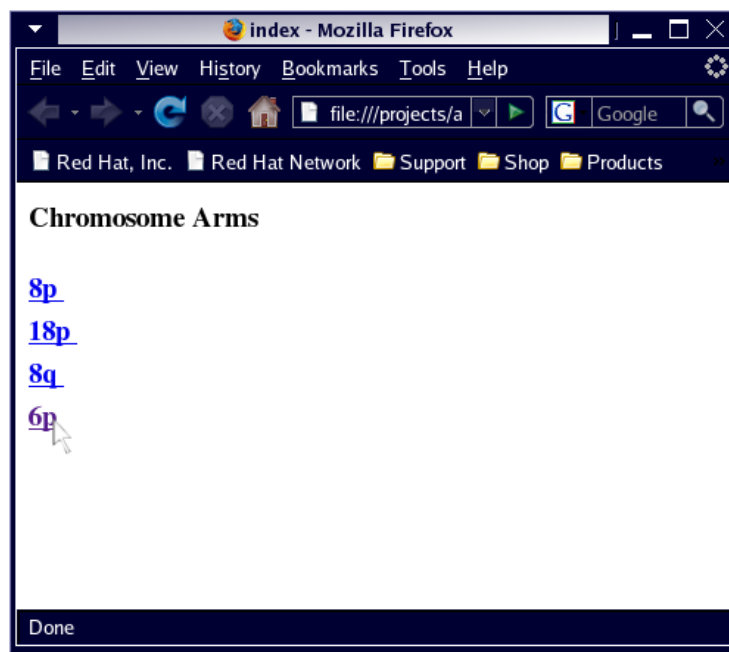 index - Mozilla Firefox
File Edit View History Bookmarks Tools Help
file:///projects/a G Google
Red Hat, Inc. Red Hat Network Support Shop Products »
Chromosome Arms
8p
18p
8q
6p
Done